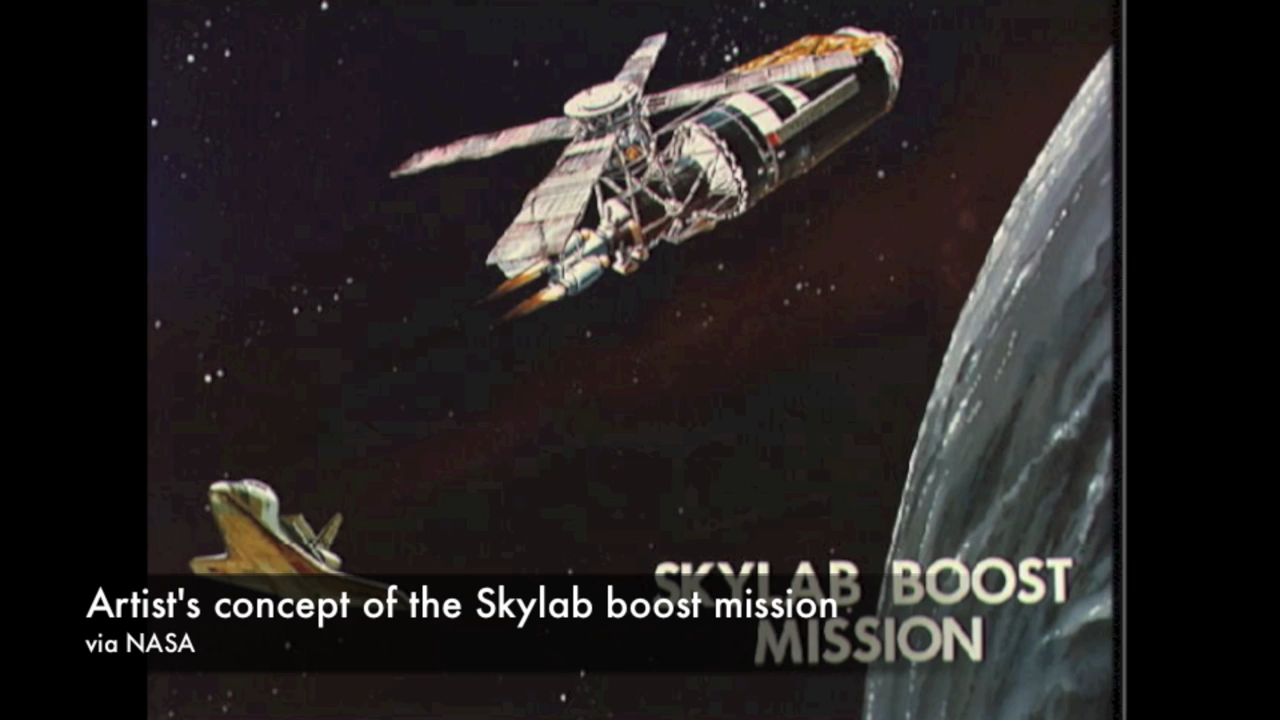 SKYLAB BOOST
MISSION
Artist's concept of the Skylab boost mission
via NASA